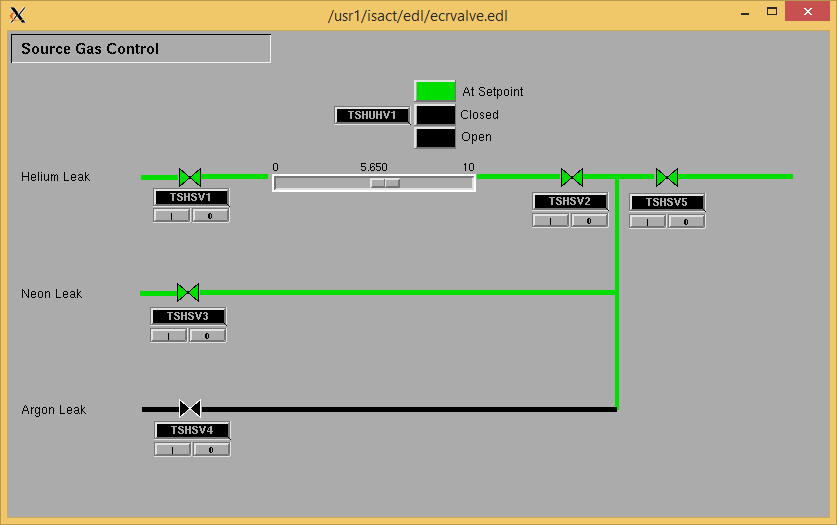 /usr1/isact/edl/ecrvalve.edl
Source Gas Control
At Setpoint
TSHUHV1 Closed
Open
0 5.650 10
Helium Leak
TSHSV1 TSHSV2 TSHSV5
| 0 | 0 | 0
Neon Leak
TSHSV3
| 0
Argon Leak
TSHSV4
| 0